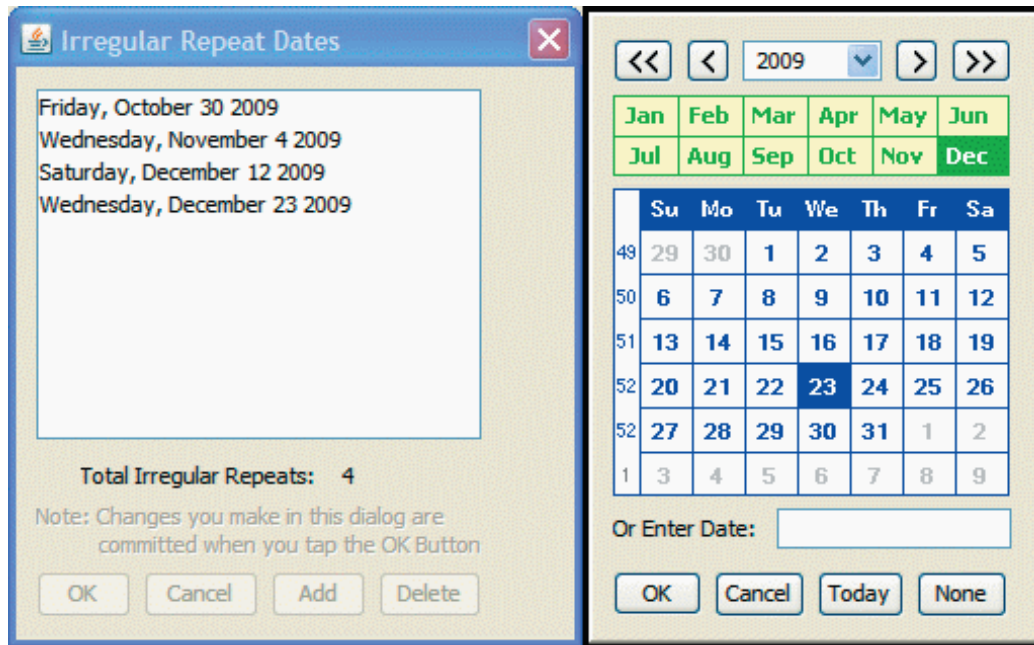 Irregular Repeat Dates
Friday, October 30 2009
Wednesday, November 4 2009
Saturday, December 12 2009
Wednesday, December 23 2009
Total Irregular Repeats: 4
Note: Changes you make in this dialog are
committed when you tap the OK Button
OK Cancel Add Delete
<< < 2009 > >>
Jan Feb Mar Apr May Jun
Jul Aug Sep Oct Nov Dec
Su Mo Tu We Th Fr Sa
49 29 30 1 2 3 4 5
50 6 7 8 9 10 11 12
51 13 14 15 16 17 18 19
52 20 21 22 23 24 25 26
52 27 28 29 30 31 1 2
1 3 4 5 6 7 8 9
Or Enter Date:
OK Cancel Today None